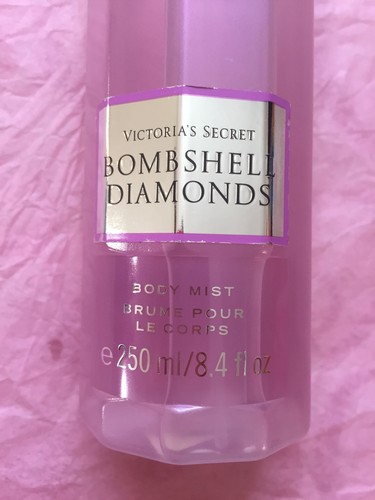 VICTORIA'S SECRET
BOMBSHELL
DIAMONDS
BODY MIST
BRUME POUR
LE CORPS
℮ 250 ml/8.4 fl oz